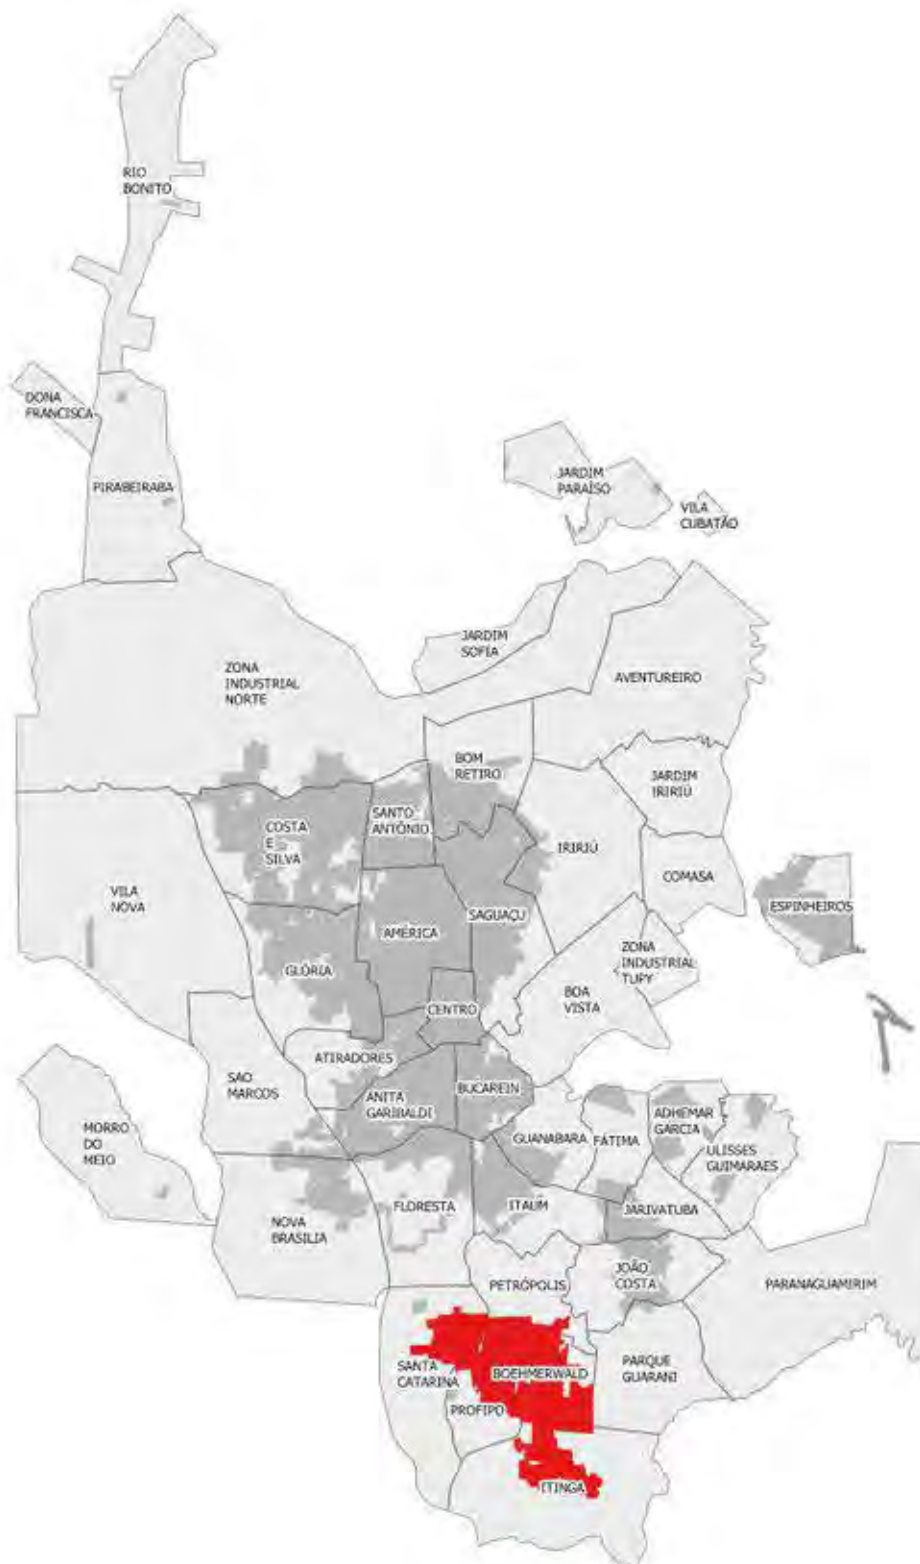 RIO
BONITO
DONA
FRANCISCA
PIRABEIRABA
JARDIM
PARAÍSO
VILA
CUBATÃO
JARDIM
SOFIA
ZONA
INDUSTRIAL
NORTE
AVENTUREIRO
BOM
RETIRO
JARDIM
IRIRIÚ
SANTO
ANTÔNIO
COSTA
E
SILVA
IRIRIÚ
COMASA
VILA
NOVA
ESPINHEIROS
SAGUAÇU
AMÉRICA
ZONA
INDUSTRIAL
TUPY
GLÓRIA
BOA
VISTA
CENTRO
ATIRADORES
SAO
MARCOS
BUCAREIN
ANITA
GARIBALDI
MORRO
DO
MEIO
GUANABARA
FÁTIMA
ADHEMAR
GARCIA
ULISSES
GUIMARAES
FLORESTA
ITAUM
JARIVATUBA
NOVA
BRASILIA
JOÃO
COSTA
PETRÓPOLIS
PARANAGUAMIRIM
SANTA
CATARINA
BOEHMERWALD
PARQUE
GUARANI
PROFIPO
ITINGA